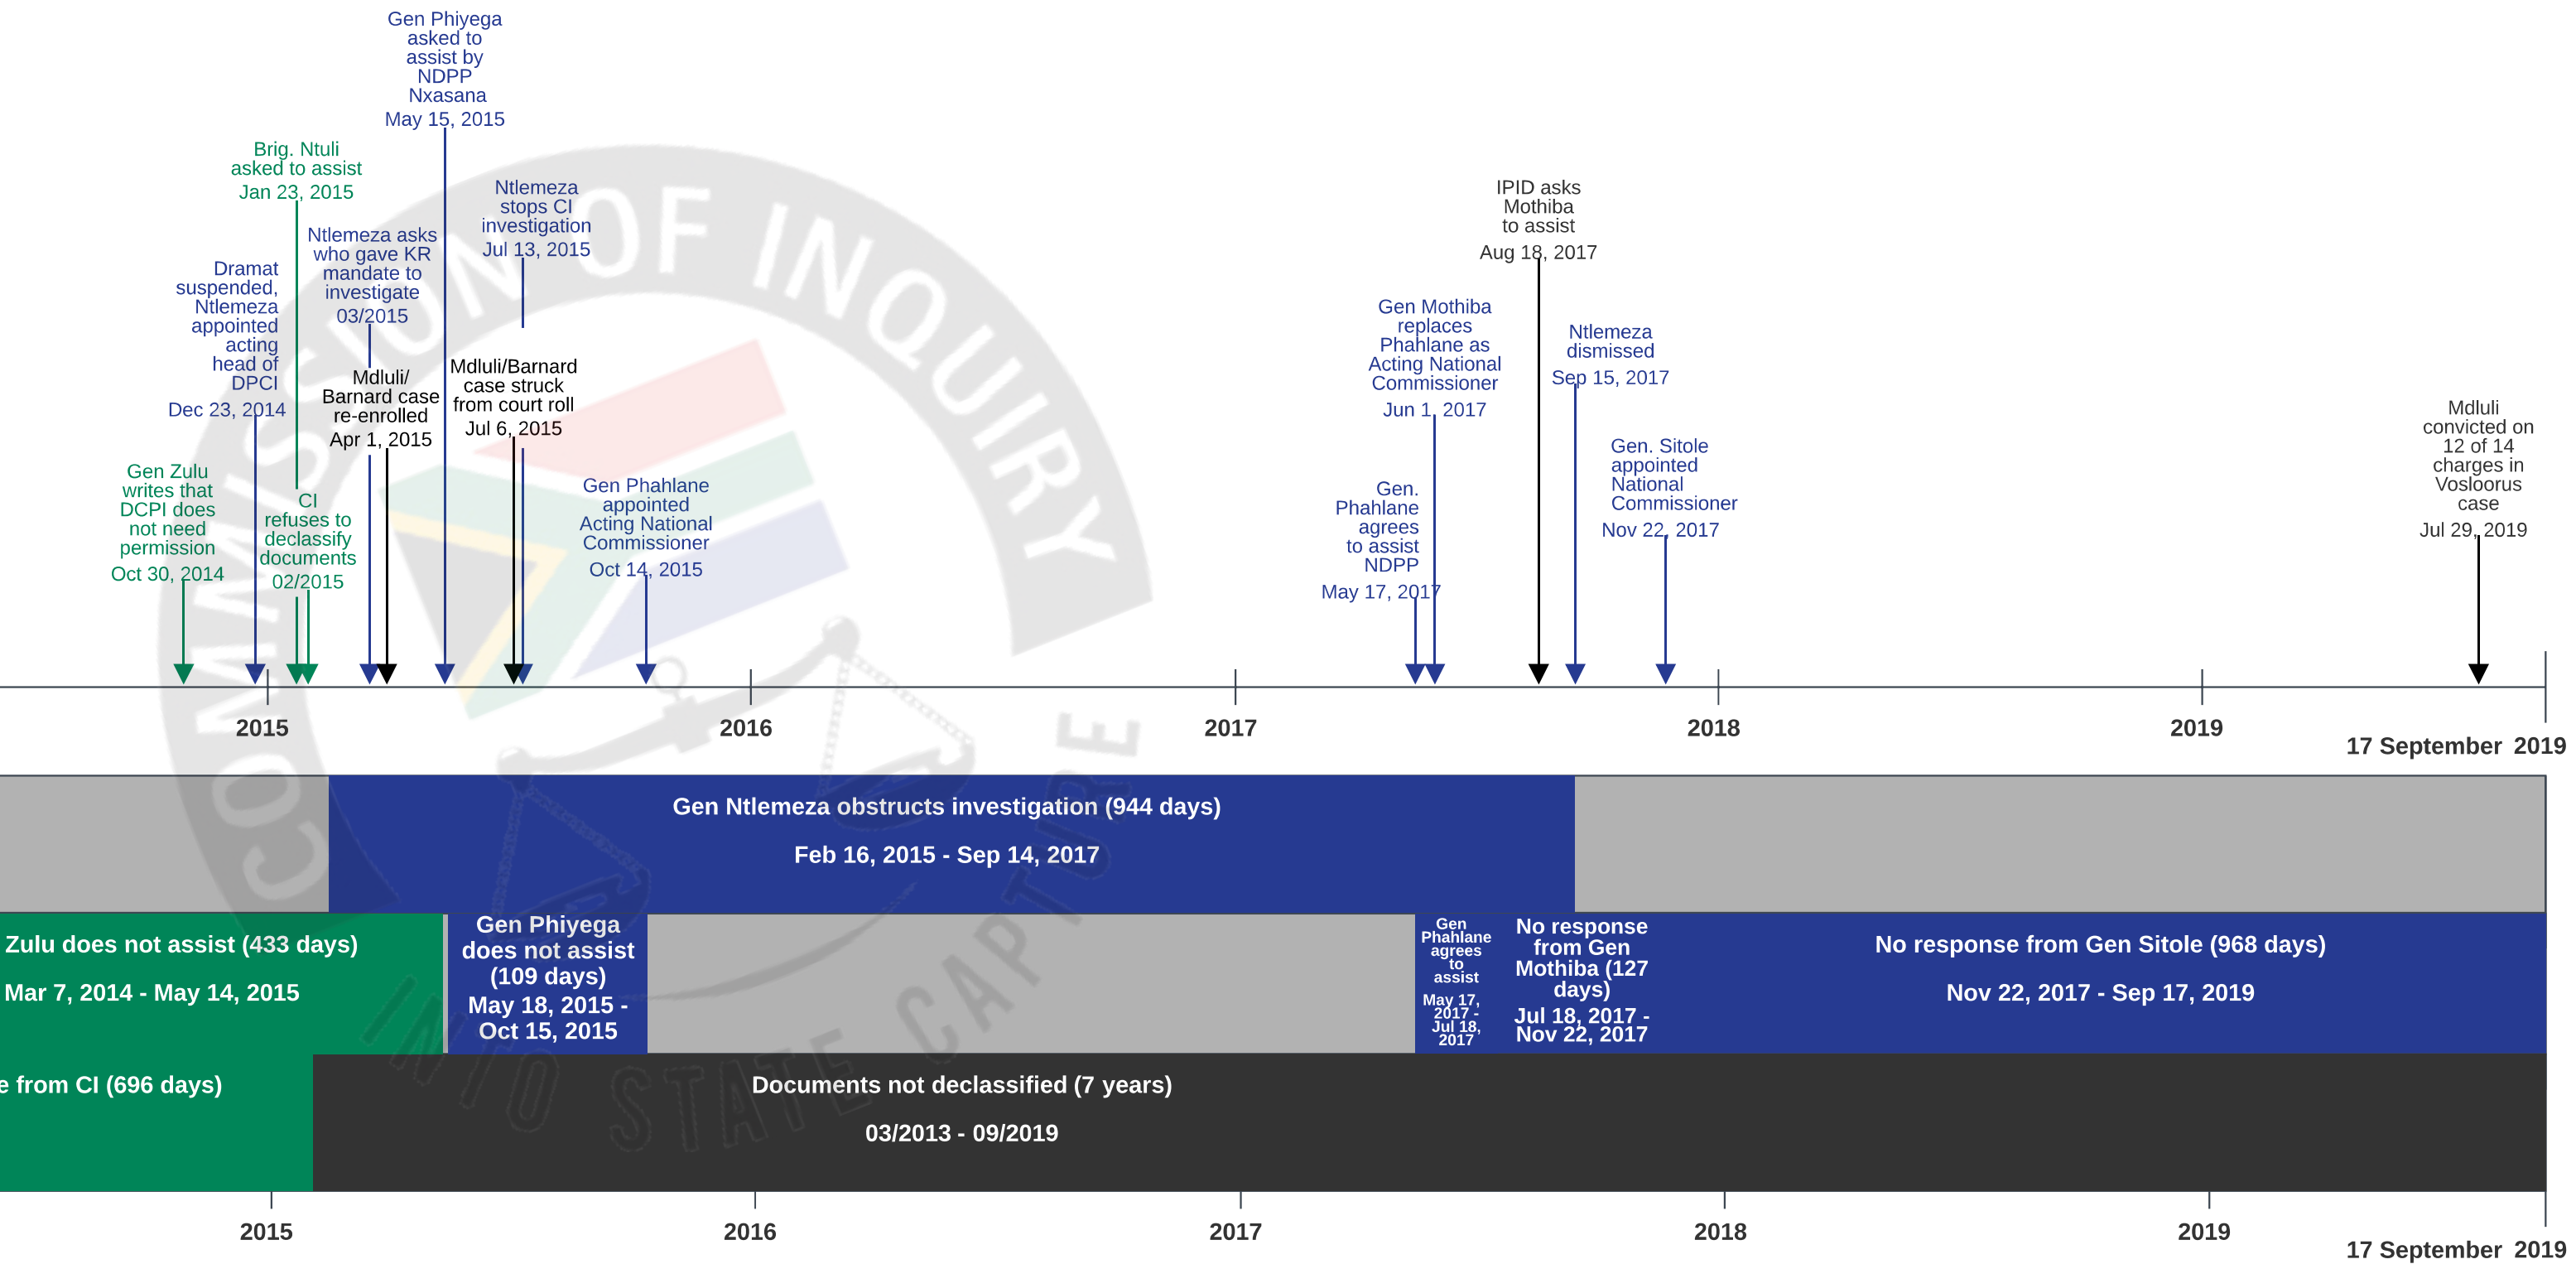 Gen Phiyega
asked to
assist by
NDPP
Nxasana
May 15, 2015
Brig. Ntuli
asked to assist
Jan 23, 2015
Ntlemeza
stops CI
investigation
Jul 13, 2015
IPID asks
Mothiba
to assist
Aug 18, 2017
Ntlemeza asks
who gave KR
mandate to
investigate
03/2015
Dramat
suspended,
Ntlemeza
appointed
acting
head of
DPCI
Dec 23, 2014
Gen Mothiba
replaces
Phahlane as
Acting National
Commissioner
Jun 1, 2017
Ntlemeza
dismissed
Sep 15, 2017
Mdluli/
Barnard case
re-enrolled
Apr 1, 2015
Mdluli/Barnard
case struck
from court roll
Jul 6, 2015
Mdluli
convicted on
12 of 14
charges in
Vosloorus
case
Jul 29, 2019
Gen. Sitole
appointed
National
Commissioner
Nov 22, 2017
Gen Zulu
writes that
DCPI does
not need
permission
Oct 30, 2014
CI
refuses to
declassify
documents
02/2015
Gen Phahlane
appointed
Acting National
Commissioner
Oct 14, 2015
Gen.
Phahlane
agrees
to assist
NDPP
May 17, 2017
2015 2016 2017 2018 2019
17 September 2019
Gen Ntlemeza obstructs investigation (944 days)
Feb 16, 2015 - Sep 14, 2017
Zulu does not assist (433 days)
Mar 7, 2014 - May 14, 2015
Gen Phiyega
does not assist
(109 days)
May 18, 2015 -
Oct 15, 2015
Gen
Phahlane
agrees
to
assist
May 17,
2017 -
Jul 18,
2017
No response
from Gen
Mothiba (127
days)
Jul 18, 2017 -
Nov 22, 2017
No response from Gen Sitole (968 days)
Nov 22, 2017 - Sep 17, 2019
e from CI (696 days)
Documents not declassified (7 years)
03/2013 - 09/2019
2015 2016 2017 2018 2019
17 September 2019
COMMISSION OF INQUIRY
INTO STATE CAPTURE